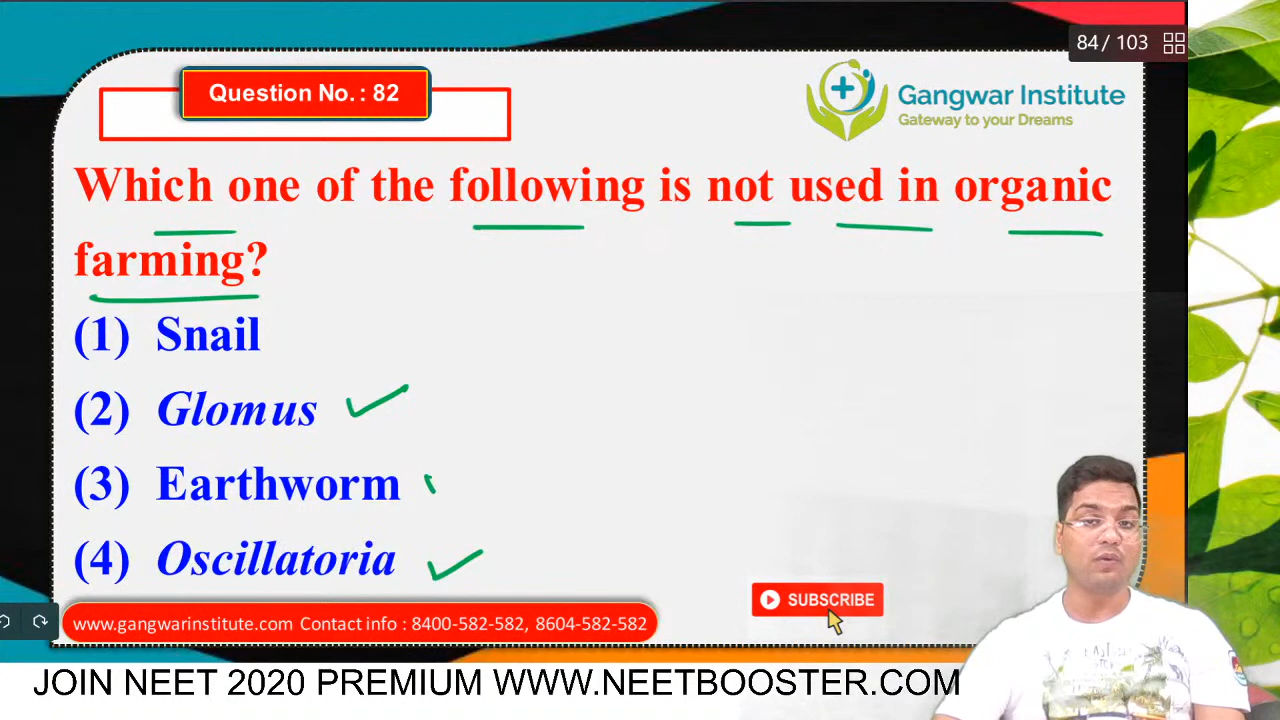 84 / 103
Question No. : 82
Gangwar Institute
Gateway to your Dreams
Which one of the following is not used in organic
farming?
(1) Snail
(2) Glomus
(3) Earthworm
(4) Oscillatoria
SUBSCRIBE
www.gangwarinstitute.com Contact info : 8400-582-582, 8604-582-582
JOIN NEET 2020 PREMIUM WWW.NEETBOOSTER.COM